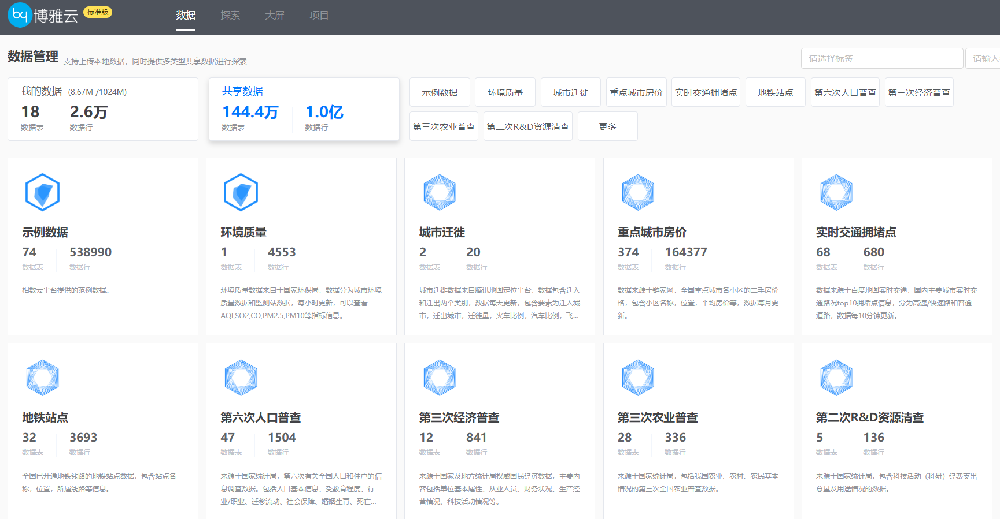 by 博雅云 标准版
数据 探索 大屏 项目
数据管理 支持上传本地数据，同时提供多类型共享数据进行探索
请选择标签 请输入
我的数据 (8.67M /1024M)
18 2.6万
数据表 数据行
共享数据
144.4万 1.0亿
数据表 数据行
示例数据 环境质量 城市迁徙 重点城市房价 实时交通拥堵点 地铁站点 第六次人口普查 第三次经济普查
第三次农业普查 第二次R&D资源清查 更多
示例数据
74 538990
数据表 数据行
相数云平台提供的范例数据。
环境质量
1 4553
数据表 数据行
环境质量数据来自于国家环保局，数据分为城市环境
质量数据和监测站数据，每小时更新，可以查看
AQI,SO2,CO,PM2.5,PM10等指标信息。
城市迁徙
2 20
数据表 数据行
城市迁徙数据来自腾讯地图定位平台，数据包含迁入
和迁出两个类别，数据每天更新，包含要素为迁入城
市，迁出城市，迁徙量，火车比例，汽车比例，飞...
重点城市房价
374 164377
数据表 数据行
数据来源于链家网，全国重点城市各小区的二手房价
格，包含小区名称，位置，平均房价等，数据每月更
新。
实时交通拥堵点
68 680
数据表 数据行
数据来源于百度地图实时交通，国内主要城市实时交
通路况top10拥堵点信息，分为高速/快速路和普通
道路，数据每10分钟更新。
地铁站点
32 3693
数据表 数据行
全国已开通地铁线路的地铁站点数据，包含站点名
称，位置，所属线路等信息。
第六次人口普查
47 1504
数据表 数据行
来源于国家统计局，第六次有关全国人口和住户的信
息调查数据。包括人口基本信息、受教育程度、行
业/职业、迁移流动、社会保障、婚姻生育、死亡...
第三次经济普查
12 841
数据表 数据行
来源于国家及地方统计局权威国民经济数据，主要内
容包括单位基本属性、从业人员、财务状况、生产经
营情况、科技活动情况等。
第三次农业普查
28 336
数据表 数据行
来源于国家统计局，包括我国农业、农村、农民基本
情况的第三次全国农业普查数据。
第二次R&D资源清查
5 136
数据表 数据行
来源于国家统计局，包含科技活动（科研）经费支出
总量及用途情况的数据。